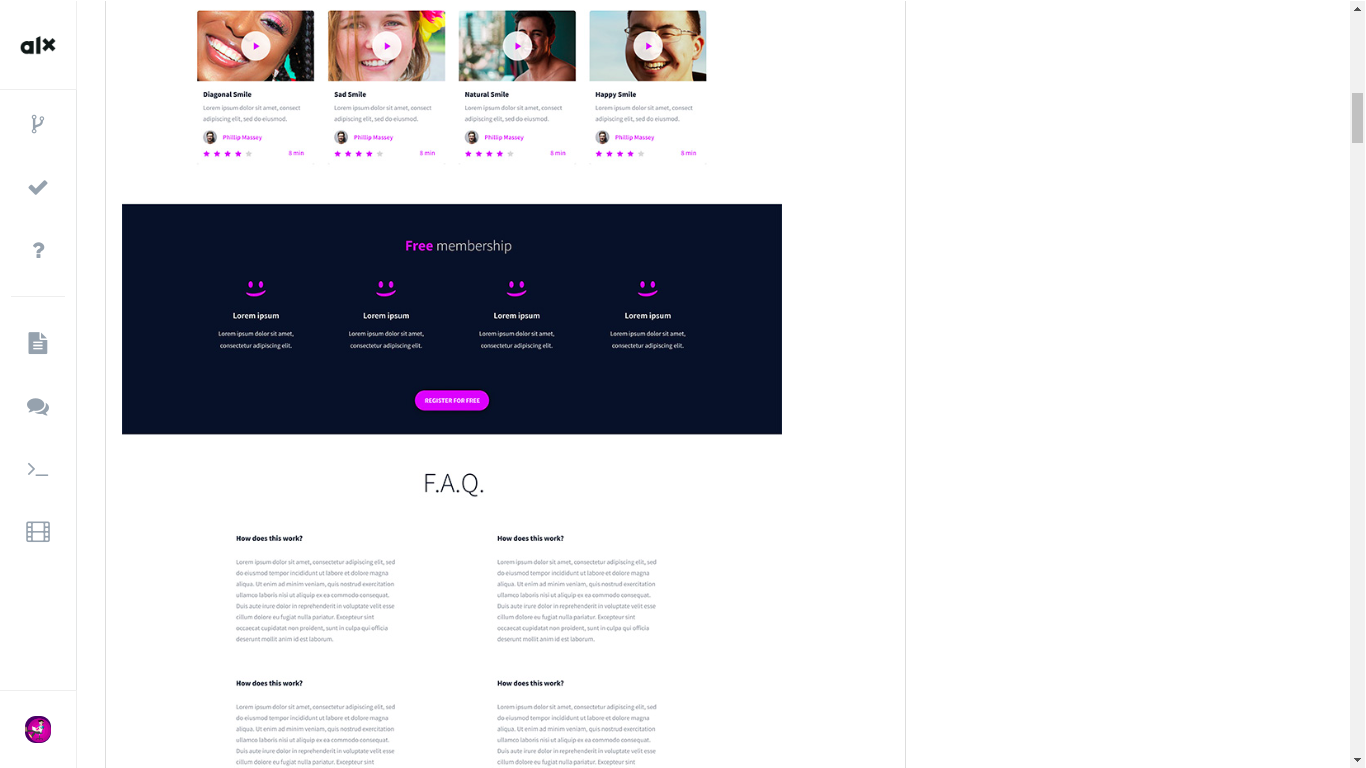 alx
Diagonal Smile
Lorem ipsum dolor sit amet, consect
adipiscing elit, sed do eiusmod.
Phillip Massey
8 min
Sad Smile
Lorem ipsum dolor sit amet, consect
adipiscing elit, sed do eiusmod.
Phillip Massey
8 min
Natural Smile
Lorem ipsum dolor sit amet, consect
adipiscing elit, sed do eiusmod.
Phillip Massey
8 min
Happy Smile
Lorem ipsum dolor sit amet, consect
adipiscing elit, sed do eiusmod.
Phillip Massey
8 min
Free membership
Lorem ipsum
Lorem ipsum dolor sit amet,
consectetur adipiscing elit.
Lorem ipsum
Lorem ipsum dolor sit amet,
consectetur adipiscing elit.
Lorem ipsum
Lorem ipsum dolor sit amet,
consectetur adipiscing elit.
Lorem ipsum
Lorem ipsum dolor sit amet,
consectetur adipiscing elit.
REGISTER FOR FREE
F.A.Q.
How does this work?
Lorem ipsum dolor sit amet, consectetur adipiscing elit, sed
do eiusmod tempor incididunt ut labore et dolore magna
aliqua. Ut enim ad minim veniam, quis nostrud exercitation
ullamco laboris nisi ut aliquip ex ea commodo consequat.
Duis aute irure dolor in reprehenderit in voluptate velit esse
cillum dolore eu fugiat nulla pariatur. Excepteur sint
occaecat cupidatat non proident, sunt in culpa qui officia
deserunt mollit anim id est laborum.
How does this work?
Lorem ipsum dolor sit amet, consectetur adipiscing elit, sed
do eiusmod tempor incididunt ut labore et dolore magna
aliqua. Ut enim ad minim veniam, quis nostrud exercitation
ullamco laboris nisi ut aliquip ex ea commodo consequat.
Duis aute irure dolor in reprehenderit in voluptate velit esse
cillum dolore eu fugiat nulla pariatur. Excepteur sint
occaecat cupidatat non proident, sunt in culpa qui officia
deserunt mollit anim id est laborum.
How does this work?
Lorem ipsum dolor sit amet, consectetur adipiscing elit, sed
do eiusmod tempor incididunt ut labore et dolore magna
aliqua. Ut enim ad minim veniam, quis nostrud exercitation
ullamco laboris nisi ut aliquip ex ea commodo consequat.
Duis aute irure dolor in reprehenderit in voluptate velit esse
cillum dolore eu fugiat nulla pariatur. Excepteur sint
How does this work?
Lorem ipsum dolor sit amet, consectetur adipiscing elit, sed
do eiusmod tempor incididunt ut labore et dolore magna
aliqua. Ut enim ad minim veniam, quis nostrud exercitation
ullamco laboris nisi ut aliquip ex ea commodo consequat.
Duis aute irure dolor in reprehenderit in voluptate velit esse
cillum dolore eu fugiat nulla pariatur. Excepteur sint